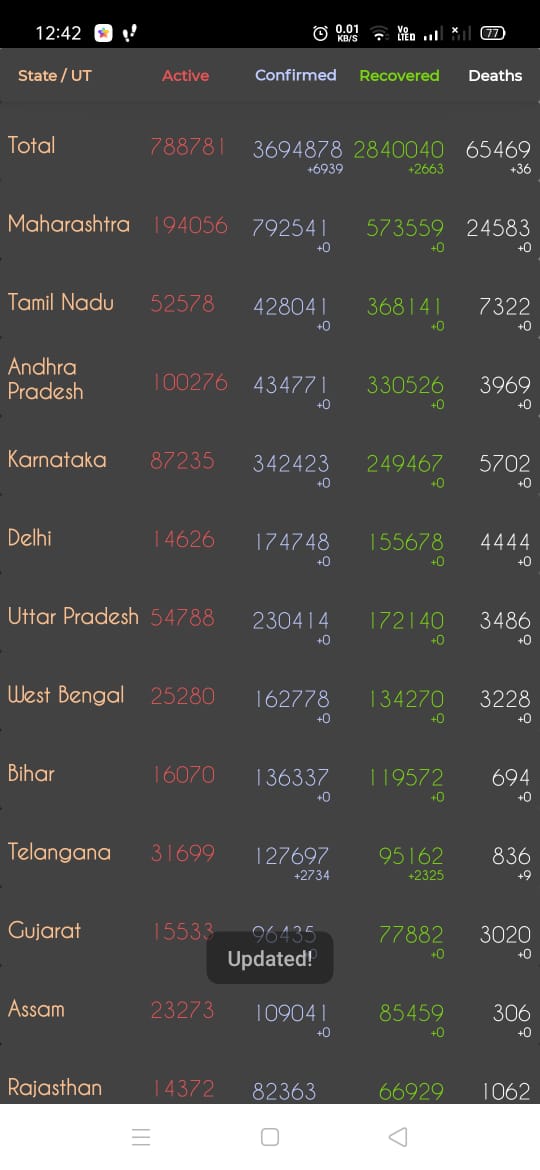 12:42 0.01 KB/S Vo LTED 77
State / UT Active Confirmed Recovered Deaths
Total 788781 3694878 2840040 65469
+6939 +2663 +36
Maharashtra 194056 792541 573559 24583
+0 +0 +0
Tamil Nadu 52578 428041 368141 7322
+0 +0 +0
Andhra
Pradesh 100276 434771 330526 3969
+0 +0 +0
Karnataka 87235 342423 249467 5702
+0 +0 +0
Delhi 14626 174748 155678 4444
+0 +0 +0
Uttar Pradesh 54788 230414 172140 3486
+0 +0 +0
West Bengal 25280 162778 134270 3228
+0 +0 +0
Bihar 16070 136337 119572 694
+0 +0 +0
Telangana 31699 127697 95162 836
+2734 +2325 +9
Gujarat 15533 96435 77882 3020
+0 +0
Updated!
Assam 23273 109041 85459 306
+0 +0 +0
Rajasthan 14372 82363 66929 1062